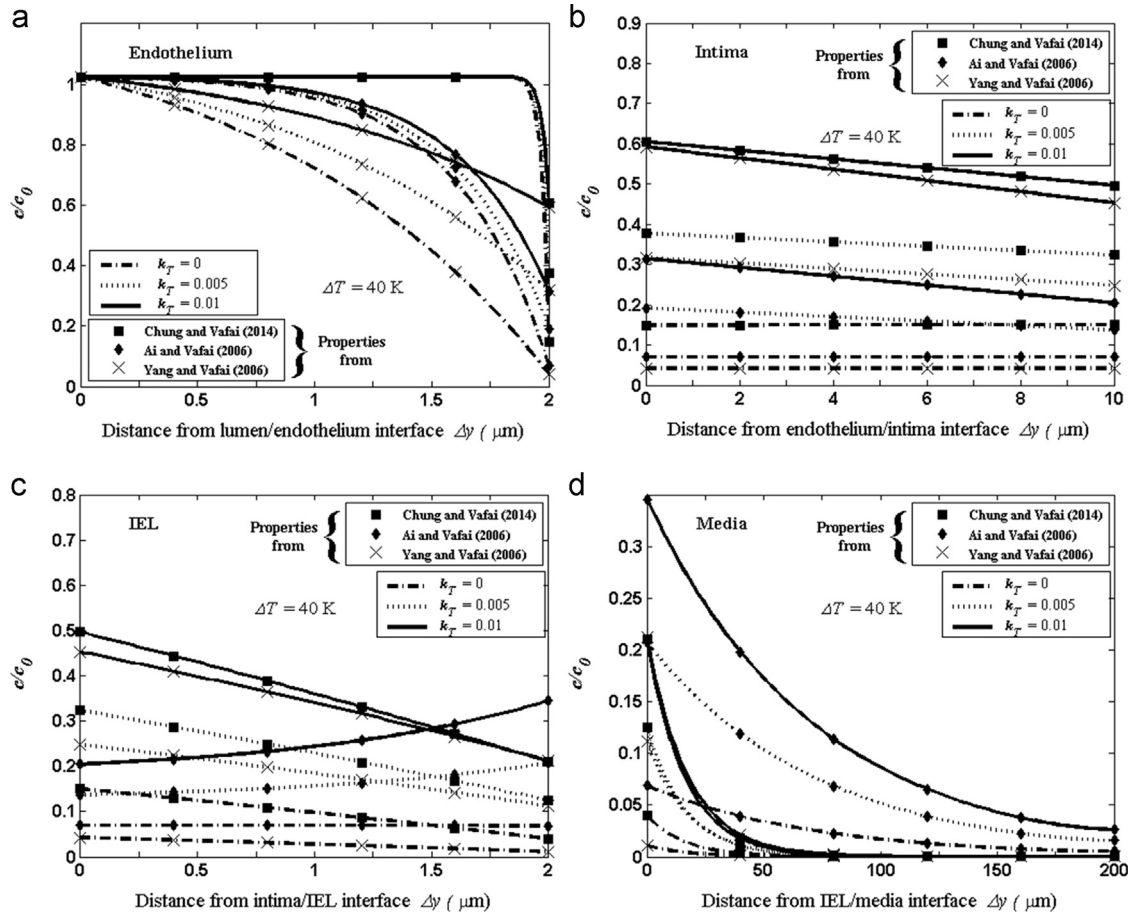 a
Endothelium
c/c0
1
0.8
0.6
0.4
0.2
0
kT = 0
kT = 0.005
kT = 0.01
ΔT = 40 K
Chung and Vafai (2014)
Ai and Vafai (2006)
Yang and Vafai (2006)
Properties
from
0 0.5 1 1.5 2
Distance from lumen/endothelium interface Δy ( μm)
b
Intima
Properties
from
Chung and Vafai (2014)
Ai and Vafai (2006)
Yang and Vafai (2006)
kT = 0
kT = 0.005
kT = 0.01
ΔT = 40 K
c/c0
0.9
0.8
0.7
0.6
0.5
0.4
0.3
0.2
0.1
0
0 2 4 6 8 10
Distance from endothelium/intima interface Δy ( μm)
c
IEL
Properties
from
Chung and Vafai (2014)
Ai and Vafai (2006)
Yang and Vafai (2006)
kT = 0
kT = 0.005
kT = 0.01
ΔT = 40 K
c/c0
0.8
0.7
0.6
0.5
0.4
0.3
0.2
0.1
0
0 0.5 1 1.5 2
Distance from intima/IEL interface Δy ( μm)
d
Media
Properties
from
Chung and Vafai (2014)
Ai and Vafai (2006)
Yang and Vafai (2006)
kT = 0
kT = 0.005
kT = 0.01
ΔT = 40 K
c/c0
0.3
0.25
0.2
0.15
0.1
0.05
0
0 50 100 150 200
Distance from IEL/media interface Δy ( μm)